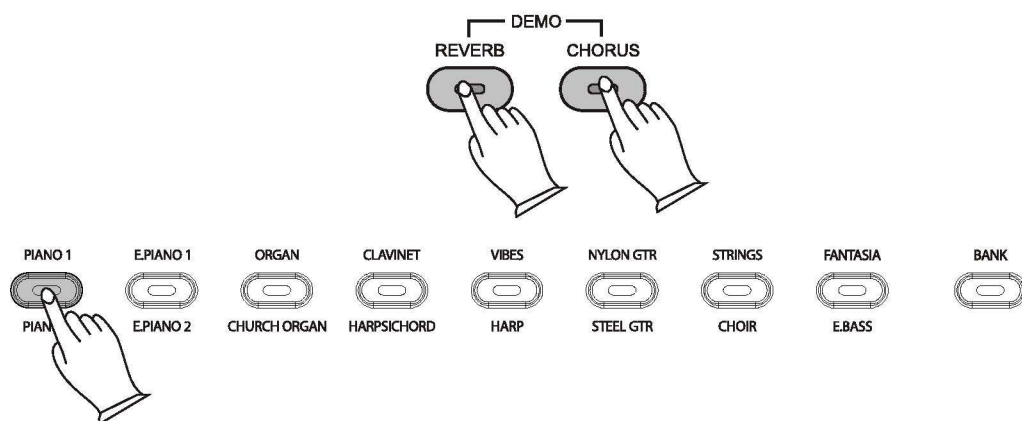 DEMO
REVERB CHORUS
PIANO 1 E.PIANO 1 ORGAN CLAVINET VIBES NYLON GTR STRINGS FANTASIA BANK
E.PIANO 2 CHURCH ORGAN HARPSICHORD HARP STEEL GTR CHOIR E.BASS